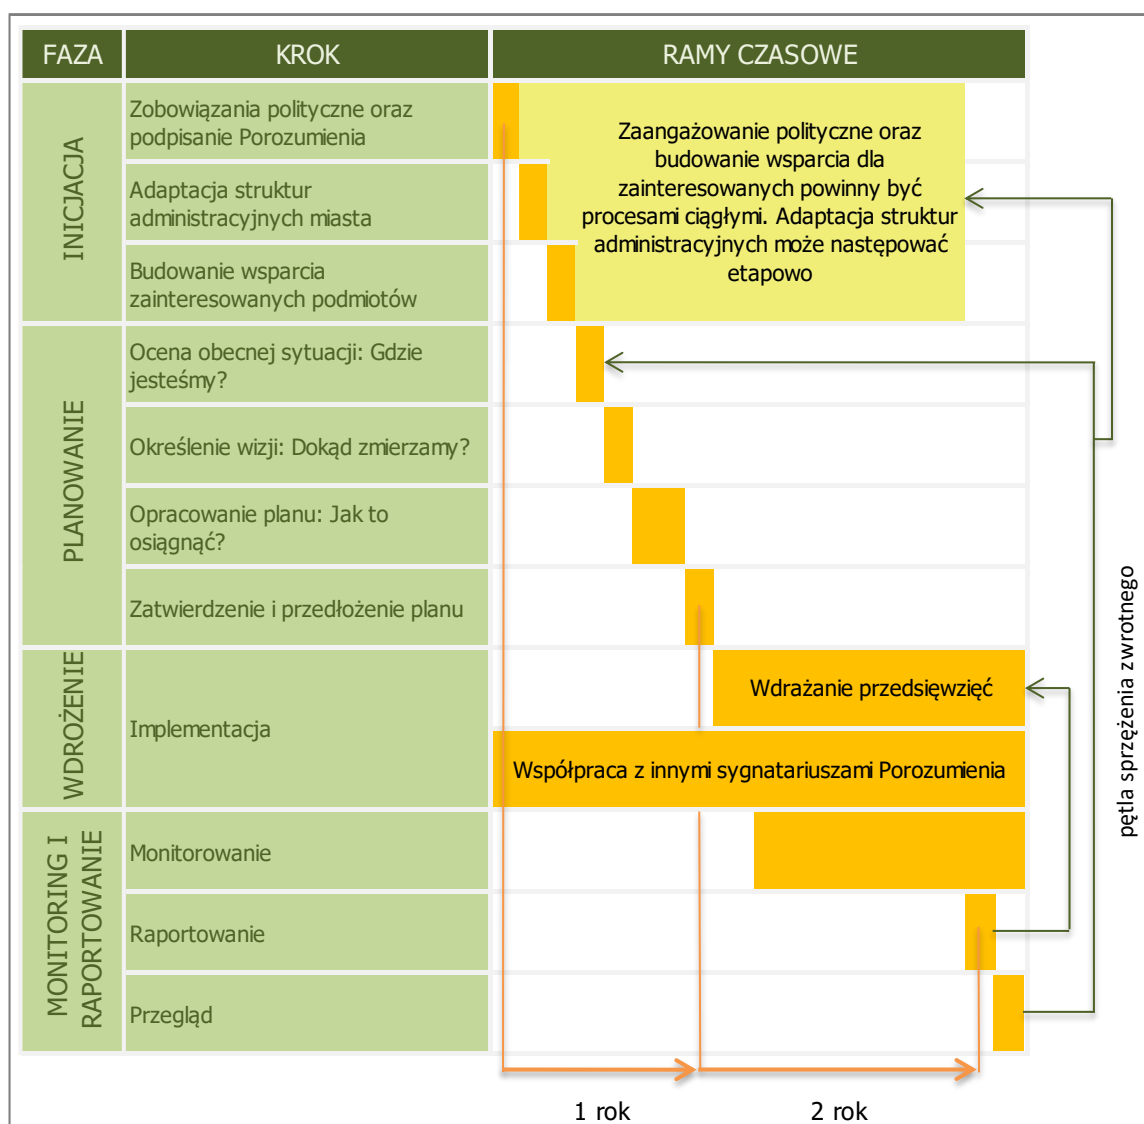 FAZA
KROK
RAMY CZASOWE
INICJACJA
Zobowiązania polityczne oraz
podpisanie Porozumienia
Adaptacja struktur
administracyjnych miasta
Budowanie wsparcia
zainteresowanych podmiotów
Zaangażowanie polityczne oraz
budowanie wsparcia dla
zainteresowanych powinny być
procesami ciągłymi. Adaptacja struktur
administracyjnych może następować
etapowo
PLANOWANIE
Ocena obecnej sytuacji: Gdzie
jesteśmy?
Określenie wizji: Dokąd zmierzamy?
Opracowanie planu: Jak to
osiągnąć?
Zatwierdzenie i przedłożenie planu
WDROŻENIE
Implementacja
Wdrażanie przedsięwzięć
Współpraca z innymi sygnatariuszami Porozumienia
MONITORING I
RAPORTOWANIE
Monitorowanie
Raportowanie
Przegląd
pętla sprzężenia zwrotnego
1 rok
2 rok